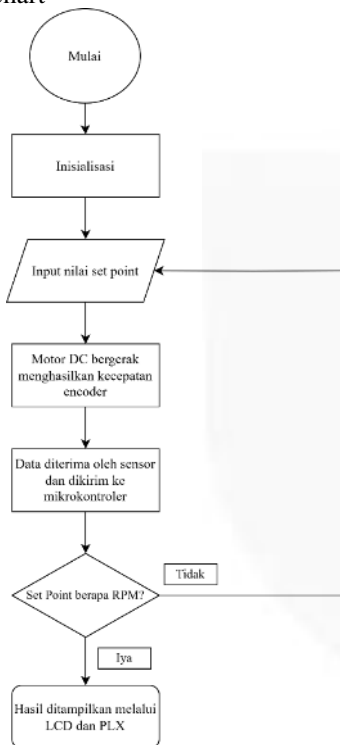 Mulai
Inisialisasi
Input nilai set point
Motor DC bergerak
menghasilkan kecepatan
encoder
Data diterima oleh sensor
dan dikirim ke
mikrokontroler
Set Point berapa RPM?
Tidak
Iya
Hasil ditampilkan melalui
LCD dan PLX